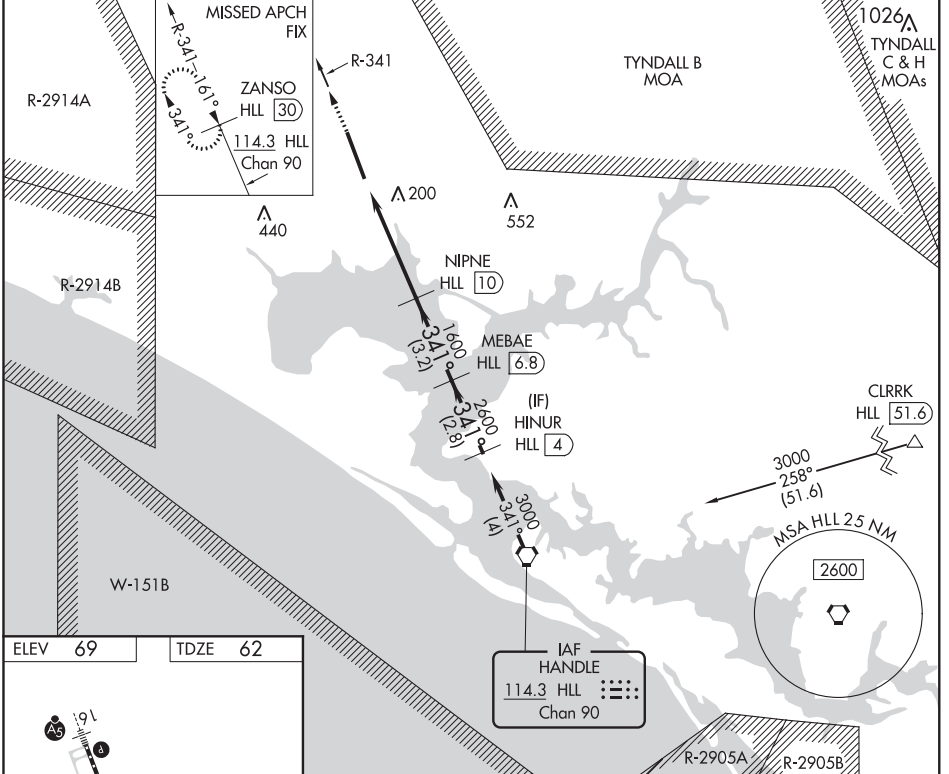 MISSED APCH
FIX
R-341
161°
341°
ZANSO
HLL 30
114.3 HLL
Chan 90
R-341
R-2914A
TYNDALL B
MOA
1026
TYNDALL
C & H
MOAs
200
440
552
R-2914B
NIPNE
HLL 10
1600
341°
(3.2)
MEBAE
HLL 6.8
2600
341°
(2.8)
(IF)
HINUR
HLL 4
CLRRK
HLL 51.6
3000
258°
(51.6)
3000
341°
(4)
MSA HLL 25 NM
2600
W-151B
IAF
HANDLE
114.3 HLL
Chan 90
ELEV 69
TDZE 62
16
A5
P
R-2905A
R-2905B